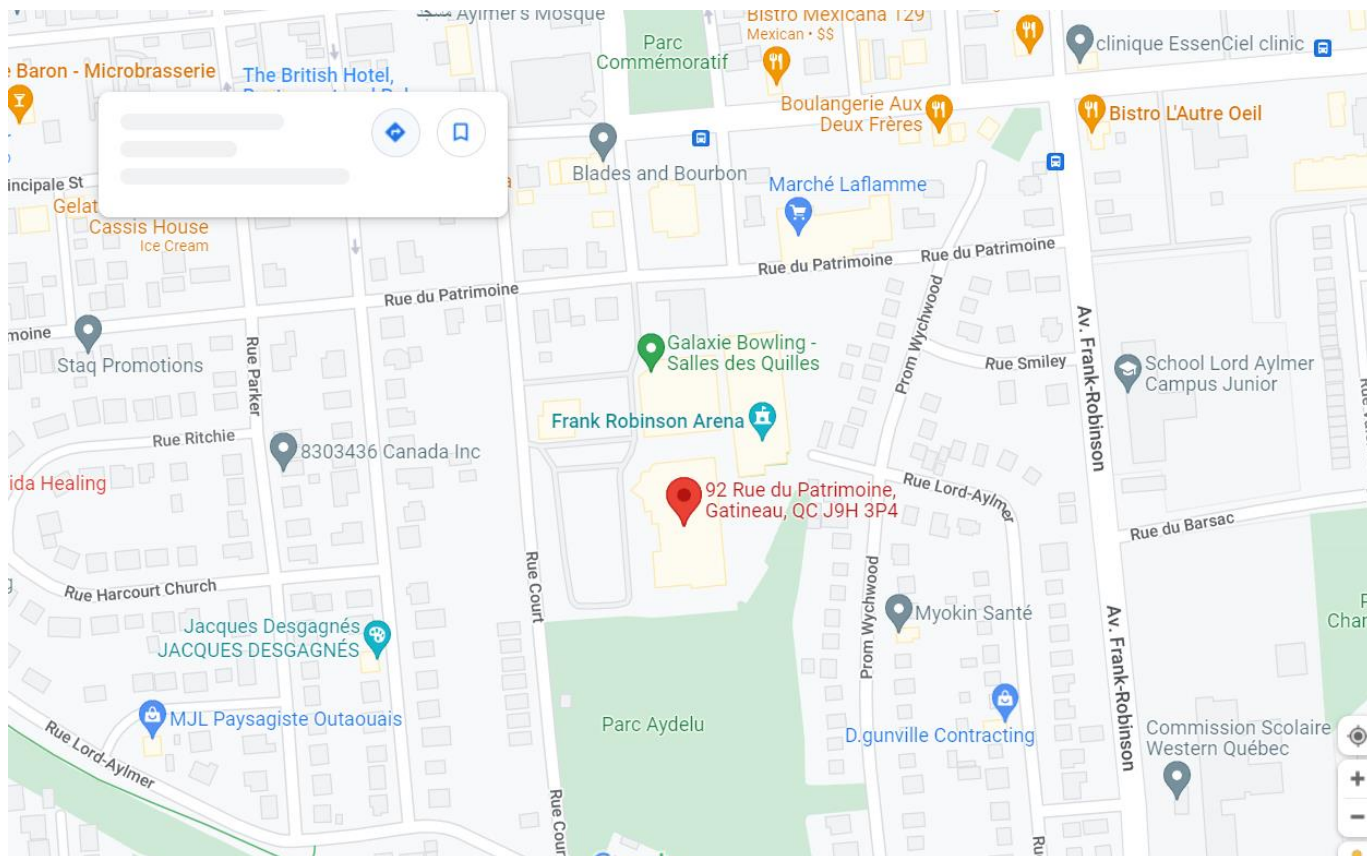 مسجد Aylmer's Mosque
Bistro Mexicana 129
Mexican • $$
Parc
Commémoratif
clinique EssenCiel clinic
Baron - Microbrasserie
The British Hotel,
Boulangerie Aux
Deux Frères
Bistro L'Autre Oeil
Blades and Bourbon
incipale St
Marché Laflamme
Gelat
Cassis House
Ice Cream
Rue du Patrimoine
Rue du Patrimoine
Rue du Patrimoine
moine
Staq Promotions
Rue Parker
Galaxie Bowling -
Salles des Quilles
Prom Wychwood
Rue Smiley
Av. Frank-Robinson
School Lord Aylmer
Campus Junior
Frank Robinson Arena
Rue Ritchie
8303436 Canada Inc
ida Healing
92 Rue du Patrimoine,
Gatineau, QC J9H 3P4
Rue Lord-Aylmer
Rue du Barsac
Rue Court
Rue Harcourt Church
Prom Wychwood
Myokin Santé
Av. Frank-Robinson
Char
Jacques Desgagnés
JACQUES DESGAGNÉS
MJL Paysagiste Outaouais
Parc Aydelu
D.gunville Contracting
Commission Scolaire
Western Québec
Rue Lord-Aylmer
Rue Cour
Ru